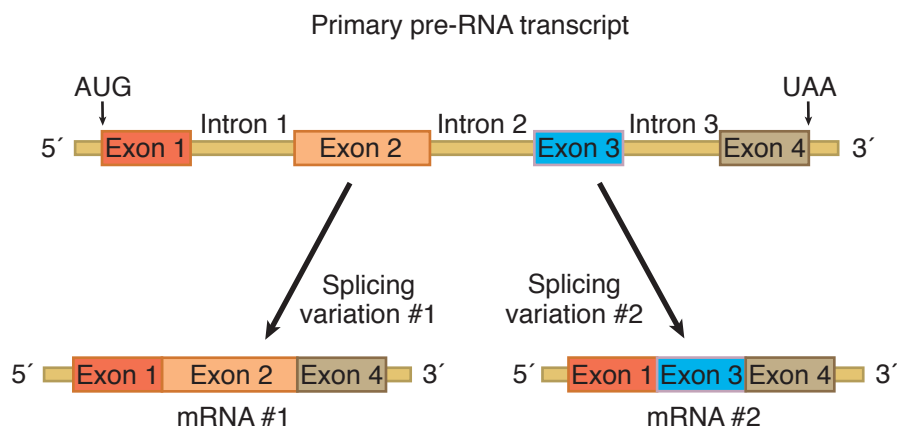 Primary pre-RNA transcript
AUG
UAA
Intron 1
Intron 2
Intron 3
5´
Exon 1
Exon 2
Exon 3
Exon 4
3´
Splicing
variation #1
Splicing
variation #2
5´
Exon 1
Exon 2
Exon 4
3´
mRNA #1
5´
Exon 1
Exon 3
Exon 4
3´
mRNA #2